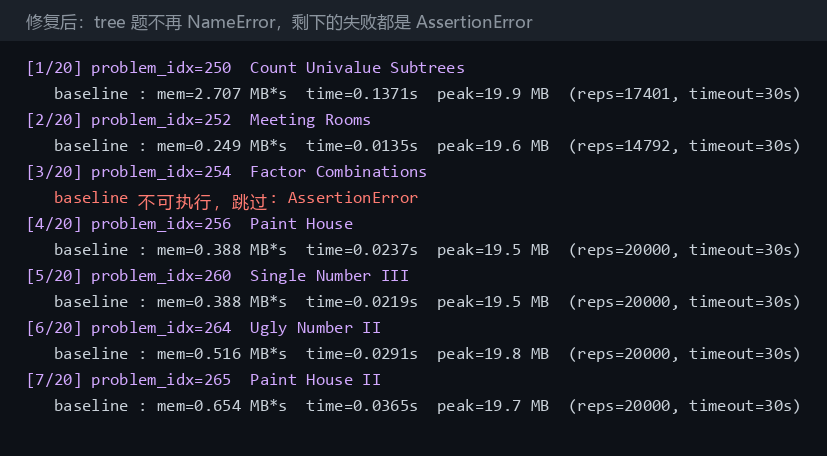 修复后：tree 题不再 NameError，剩下的失败都是 AssertionError
[1/20] problem_idx=250  Count Univalue Subtrees
baseline : mem=2.707 MB*s  time=0.1371s  peak=19.9 MB  (reps=17401, timeout=30s)
[2/20] problem_idx=252  Meeting Rooms
baseline : mem=0.249 MB*s  time=0.0135s  peak=19.6 MB  (reps=14792, timeout=30s)
[3/20] problem_idx=254  Factor Combinations
baseline 不可执行，跳过：AssertionError
[4/20] problem_idx=256  Paint House
baseline : mem=0.388 MB*s  time=0.0237s  peak=19.5 MB  (reps=20000, timeout=30s)
[5/20] problem_idx=260  Single Number III
baseline : mem=0.388 MB*s  time=0.0219s  peak=19.5 MB  (reps=20000, timeout=30s)
[6/20] problem_idx=264  Ugly Number II
baseline : mem=0.516 MB*s  time=0.0291s  peak=19.8 MB  (reps=20000, timeout=30s)
[7/20] problem_idx=265  Paint House II
baseline : mem=0.654 MB*s  time=0.0365s  peak=19.7 MB  (reps=20000, timeout=30s)